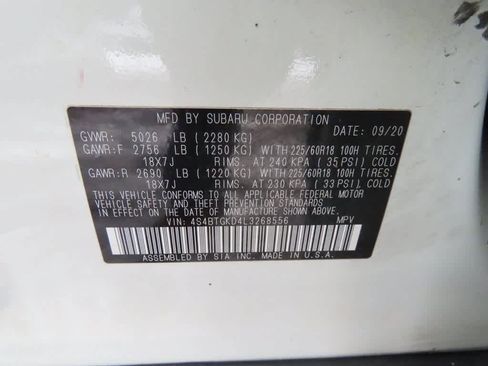 MFD BY SUBARU CORPORATION
GVWR: 5026 LB ( 2280 KG) DATE: 09/20
GAWR:F 2756 LB ( 1250 KG) WITH 225/60R18 100H TIRES.
18X7J RIMS. AT 240 KPA ( 35 PSI) COLD
GAWR:R 2690 LB ( 1220 KG) WITH 225/60R18 100H TIRES.
18X7J RIMS. AT 230 KPA ( 33 PSI) COLD
THIS VEHICLE CONFORMS TO ALL APPLICABLE FEDERAL MOTOR
VEHICLE SAFETY AND THEFT PREVENTION STANDARDS IN EFFECT
ON THE DATE OF MANUFACTURE SHOWN ABOVE.
VIN: 4S4BTGKD4L3268556 MPV
ASSEMBLED BY SIA INC. MADE IN U.S.A.